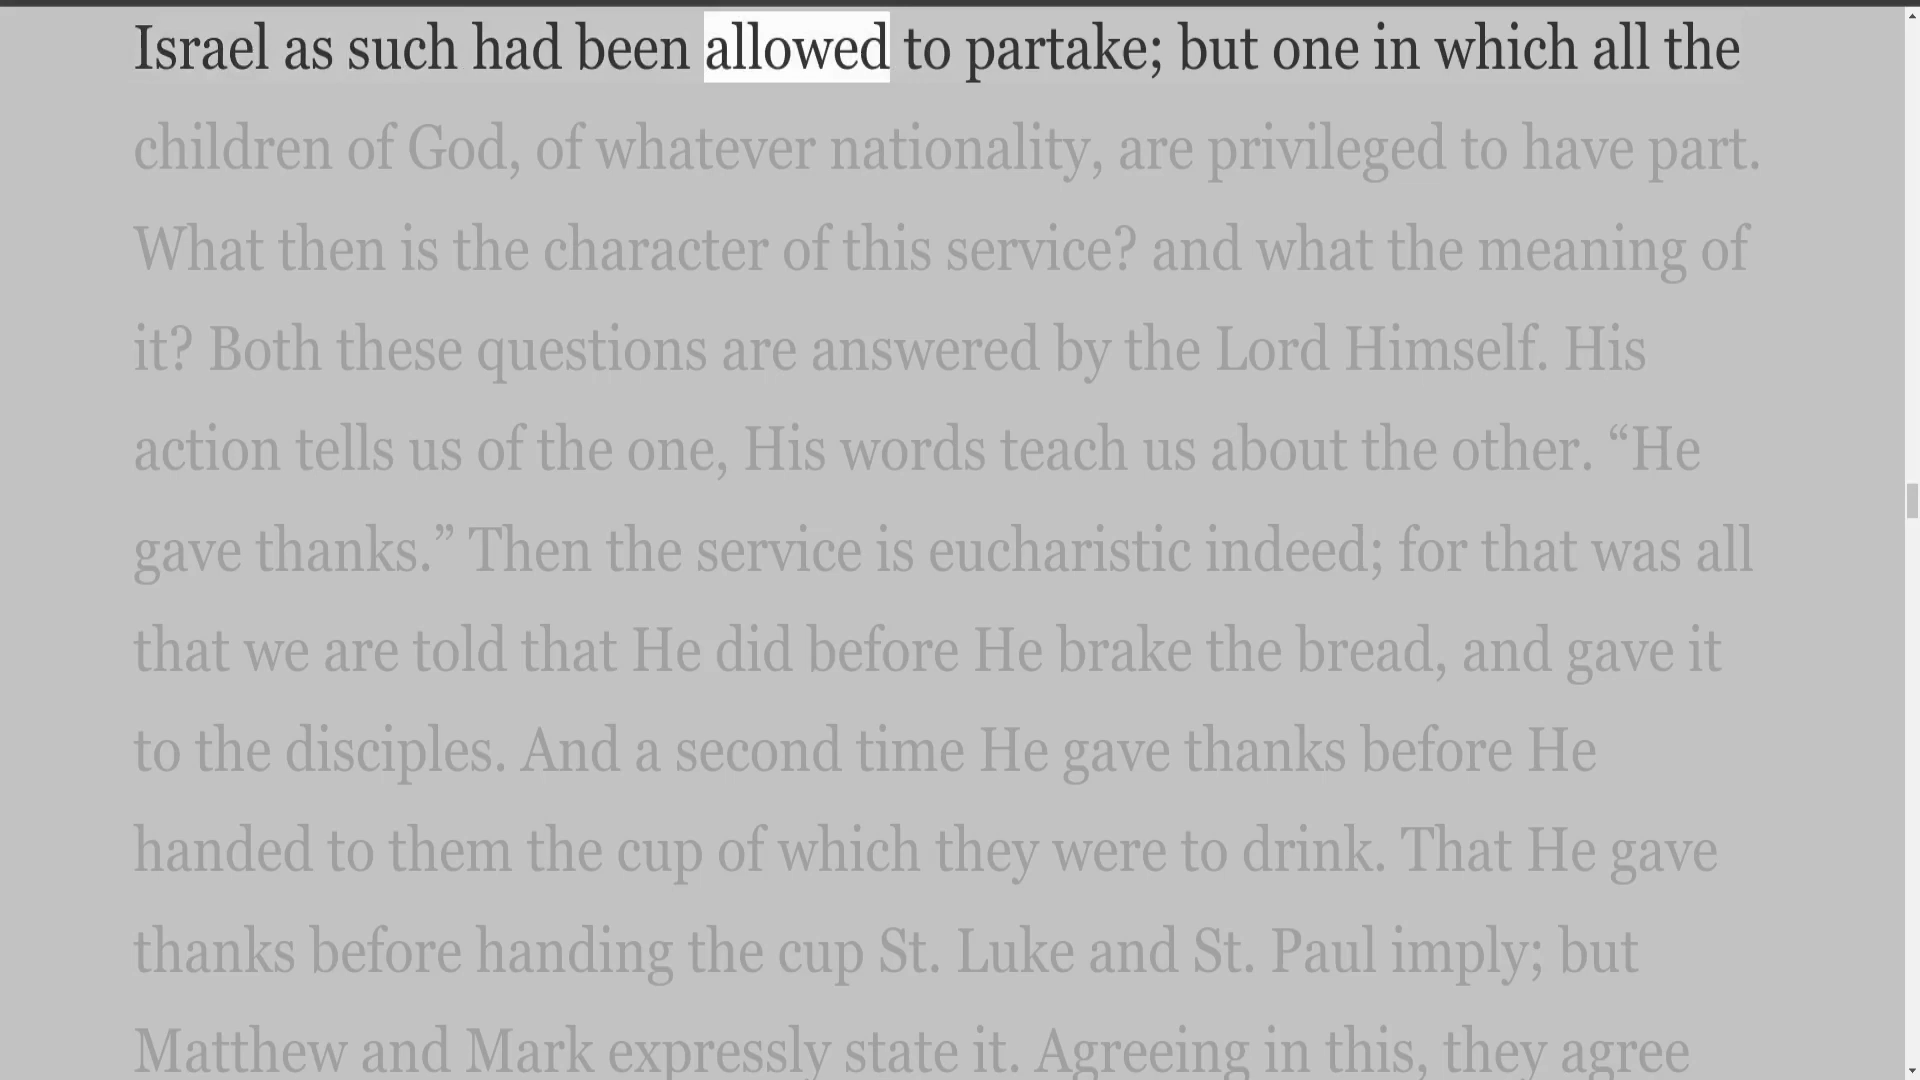 Israel as such had been allowed to partake; but one in which all the
children of God, of whatever nationality, are privileged to have part.
What then is the character of this service? and what the meaning of
it? Both these questions are answered by the Lord Himself. His
action tells us of the one, His words teach us about the other. “He
gave thanks.” Then the service is eucharistic indeed; for that was all
that we are told that He did before He brake the bread, and gave it
to the disciples. And a second time He gave thanks before He
handed to them the cup of which they were to drink. That He gave
thanks before handing the cup St. Luke and St. Paul imply; but
Matthew and Mark expressly state it. Agreeing in this, they agree